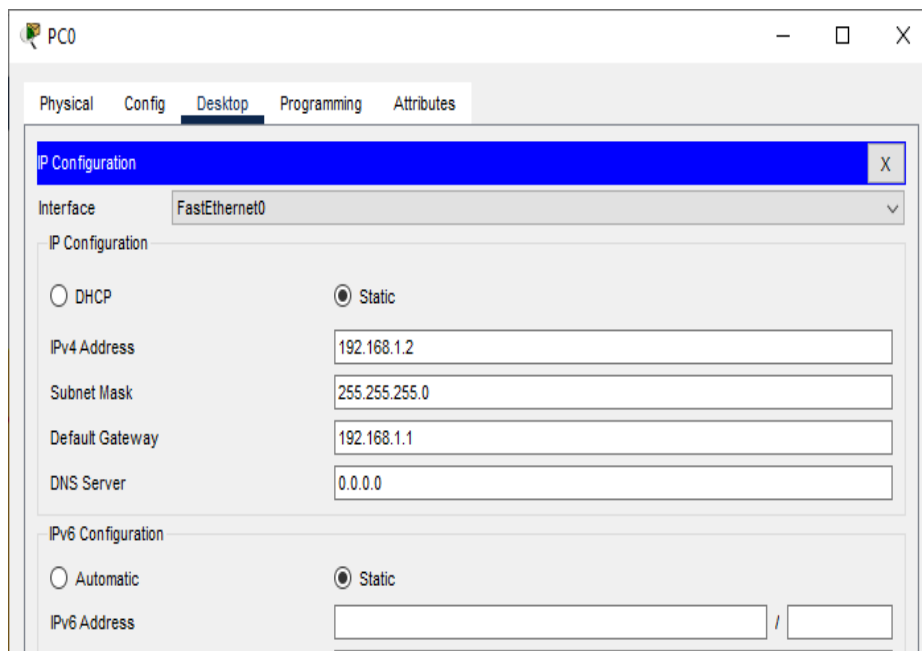 PC0
Physical Config Desktop Programming Attributes
IP Configuration X
Interface FastEthernet0
IP Configuration
DHCP Static
IPv4 Address 192.168.1.2
Subnet Mask 255.255.255.0
Default Gateway 192.168.1.1
DNS Server 0.0.0.0
IPv6 Configuration
Automatic Static
IPv6 Address /